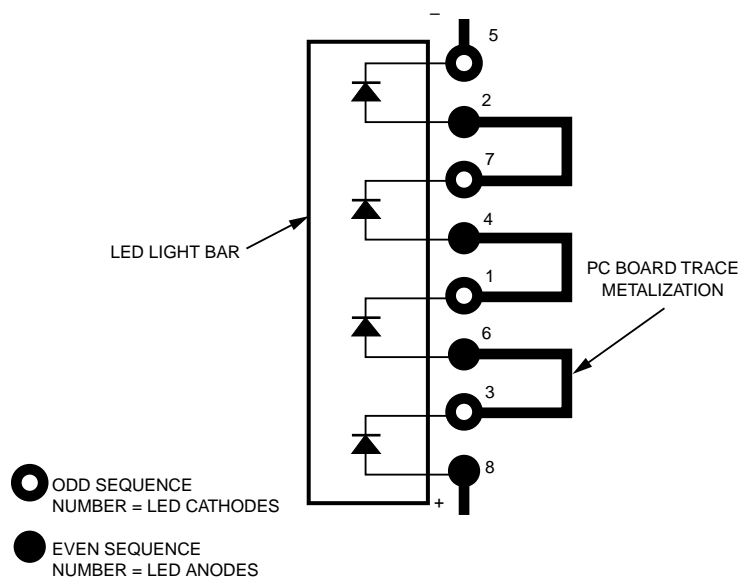 –
5
2
7
4
LED LIGHT BAR
PC BOARD TRACE
METALIZATION
1
6
3
8
+
ODD SEQUENCE
NUMBER = LED CATHODES
EVEN SEQUENCE
NUMBER = LED ANODES